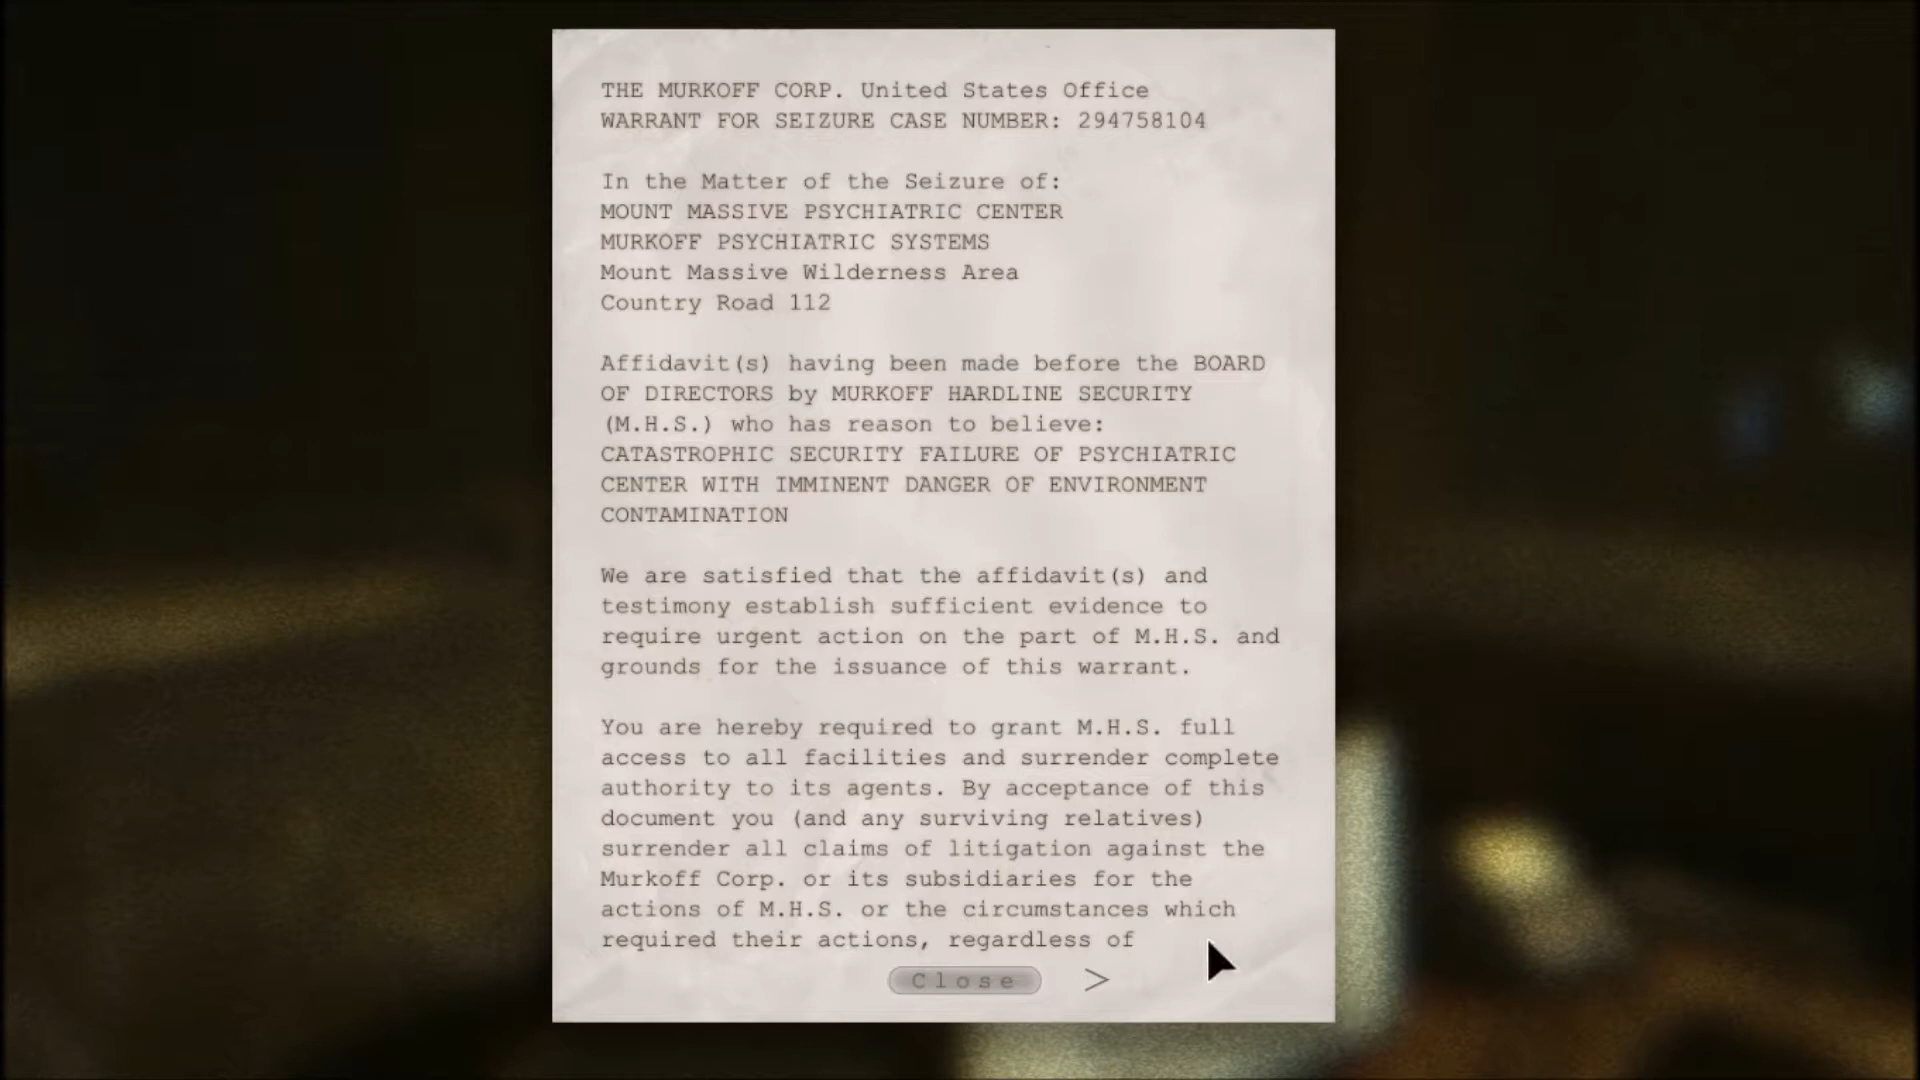 THE MURKOFF CORP. United States Office
WARRANT FOR SEIZURE CASE NUMBER: 294758104
In the Matter of the Seizure of:
MOUNT MASSIVE PSYCHIATRIC CENTER
MURKOFF PSYCHIATRIC SYSTEMS
Mount Massive Wilderness Area
Country Road 112
Affidavit(s) having been made before the BOARD
OF DIRECTORS by MURKOFF HARDLINE SECURITY
(M.H.S.) who has reason to believe:
CATASTROPHIC SECURITY FAILURE OF PSYCHIATRIC
CENTER WITH IMMINENT DANGER OF ENVIRONMENT
CONTAMINATION
We are satisfied that the affidavit(s) and
testimony establish sufficient evidence to
require urgent action on the part of M.H.S. and
grounds for the issuance of this warrant.
You are hereby required to grant M.H.S. full
access to all facilities and surrender complete
authority to its agents. By acceptance of this
document you (and any surviving relatives)
surrender all claims of litigation against the
Murkoff Corp. or its subsidiaries for the
actions of M.H.S. or the circumstances which
required their actions, regardless of
Close >